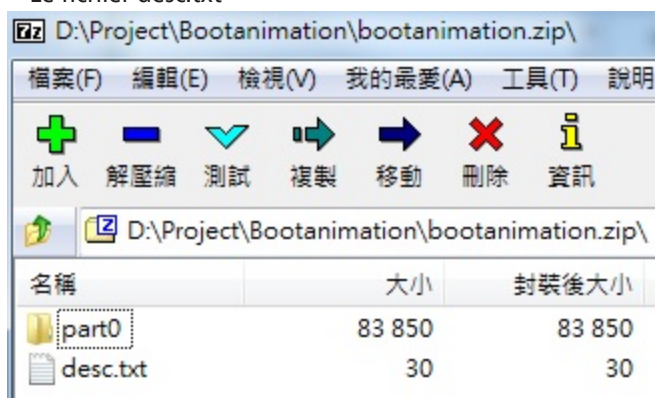 Le fichier desc.txt
D:\Project\Bootanimation\bootanimation.zip\
檔案(F) 編輯(E) 檢視(V) 我的最愛(A) 工具(T) 說明
加入 解壓縮 測試 複製 移動 刪除 資訊
D:\Project\Bootanimation\bootanimation.zip\
名稱 大小 封裝後大小
part0 83 850 83 850
desc.txt 30 30